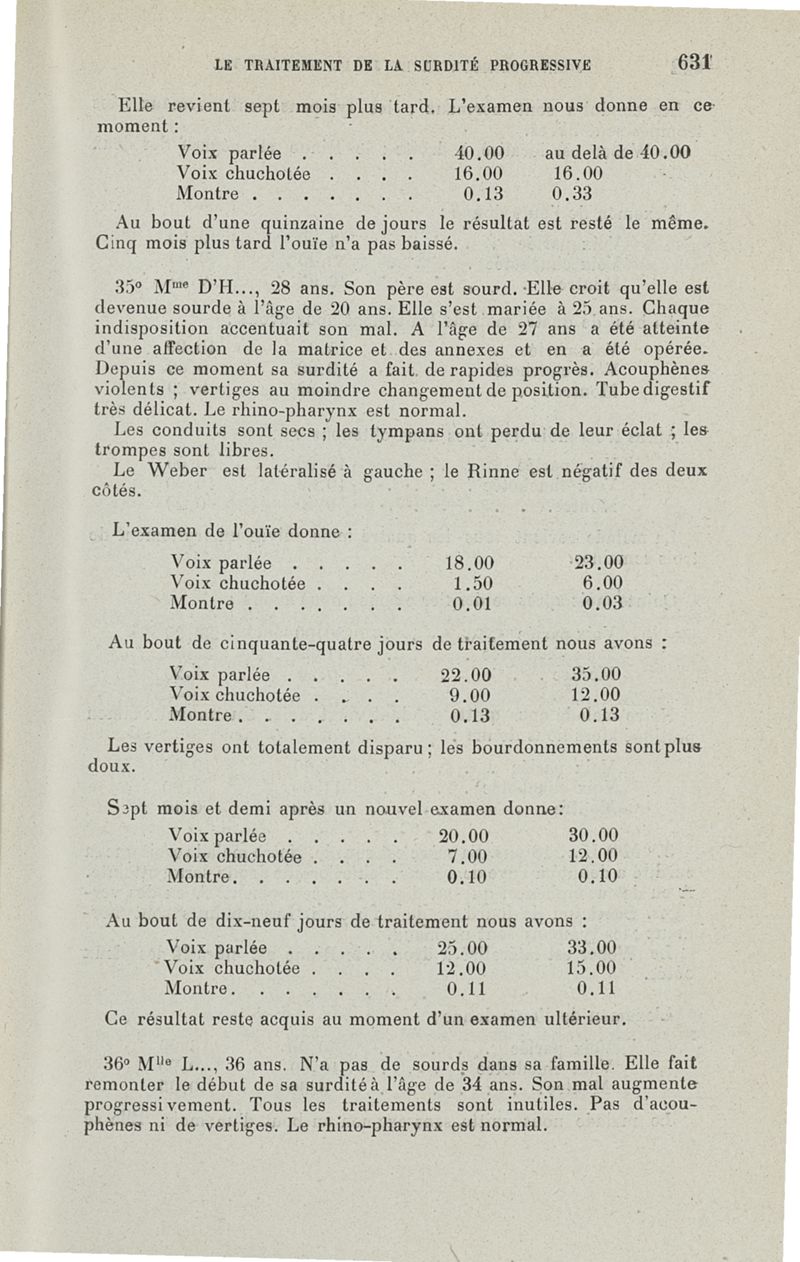 LE TRAITEMENT DE LA SURDITÉ PROGRESSIVE 631
Elle revient sept mois plus tard. L'examen nous donne en ce
moment :
Voix parlée . . . . . 40.00 au delà de 40.00
Voix chuchotée . . . . 16.00 16.00
Montre . . . . . . . 0.13 0.33
Au bout d'une quinzaine de jours le résultat est resté le même.
Cinq mois plus tard l'ouïe n'a pas baissé.
35° Mme D'H..., 28 ans. Son père est sourd. Elle croit qu'elle est
devenue sourde à l'âge de 20 ans. Elle s'est mariée à 25 ans. Chaque
indisposition accentuait son mal. A l'âge de 27 ans a été atteinte
d'une affection de la matrice et des annexes et en a été opérée.
Depuis ce moment sa surdité a fait de rapides progrès. Acouphènes
violents ; vertiges au moindre changement de position. Tube digestif
très délicat. Le rhino-pharynx est normal.
Les conduits sont secs ; les tympans ont perdu de leur éclat ; les
trompes sont libres.
Le Weber est latéralisé à gauche ; le Rinne est négatif des deux
côtés.
L'examen de l'ouïe donne :
Voix parlée . . . . . 18.00 23.00
Voix chuchotée . . . . 1.50 6.00
Montre . . . . . . . 0.01 0.03
Au bout de cinquante-quatre jours de traitement nous avons :
Voix parlée . . . . . 22.00 35.00
Voix chuchotée . . . . 9.00 12.00
Montre . . . . . . . 0.13 0.13
Les vertiges ont totalement disparu ; les bourdonnements sont plus
doux.
Sept mois et demi après un nouvel examen donne :
Voix parlée . . . . . 20.00 30.00
Voix chuchotée . . . . 7.00 12.00
Montre. . . . . . . 0.10 0.10
Au bout de dix-neuf jours de traitement nous avons :
Voix parlée . . . . . 25.00 33.00
Voix chuchotée . . . . 12.00 15.00
Montre. . . . . . . 0.11 0.11
Ce résultat reste acquis au moment d'un examen ultérieur.
36° Mlle L..., 36 ans. N'a pas de sourds dans sa famille. Elle fait
remonter le début de sa surdité à l'âge de 34 ans. Son mal augmente
progressivement. Tous les traitements sont inutiles. Pas d'acou-
phènes ni de vertiges. Le rhino-pharynx est normal.